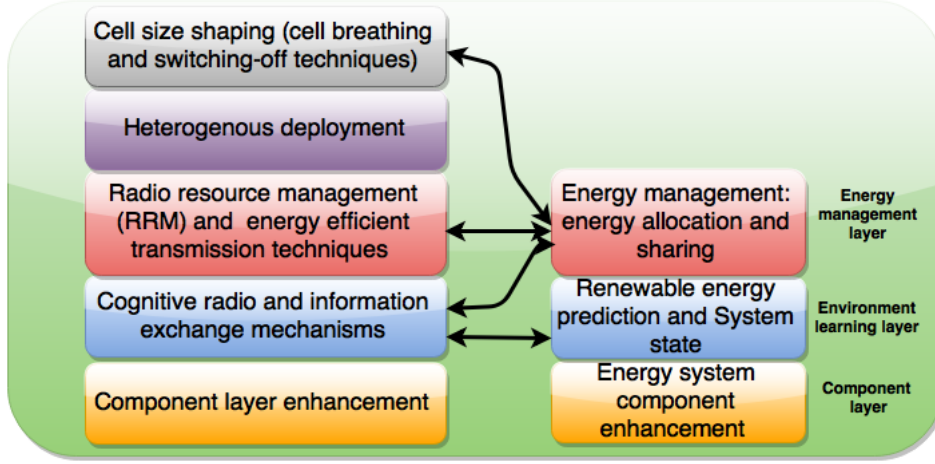 Cell size shaping (cell breathing
and switching-off techniques)
Heterogenous deployment
Radio resource management
(RRM) and energy efficient
transmission techniques
Cognitive radio and information
exchange mechanisms
Component layer enhancement
Energy management:
energy allocation and
sharing
Renewable energy
prediction and System
state
Energy system
component
enhancement
Energy
management
layer
Environment
learning layer
Component
layer